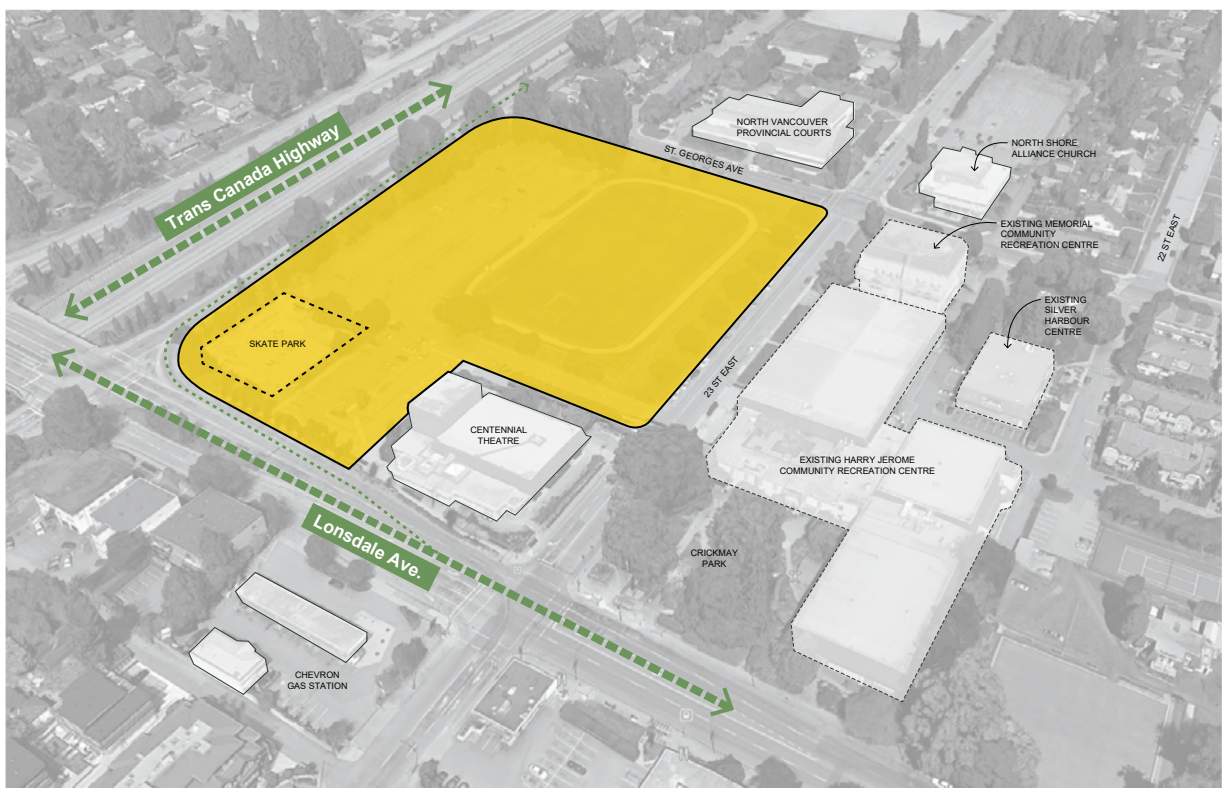 Trans Canada Highway
NORTH VANCOUVER
PROVINCIAL COURTS
ST. GEORGES AVE
NORTH SHORE
ALLIANCE CHURCH
EXISTING MEMORIAL
COMMUNITY
RECREATION CENTRE
22 ST EAST
EXISTING
SILVER
HARBOUR
CENTRE
SKATE PARK
23 ST EAST
CENTENNIAL
THEATRE
EXISTING HARRY JEROME
COMMUNITY RECREATION CENTRE
Lonsdale Ave.
CRICKMAY
PARK
CHEVRON
GAS STATION